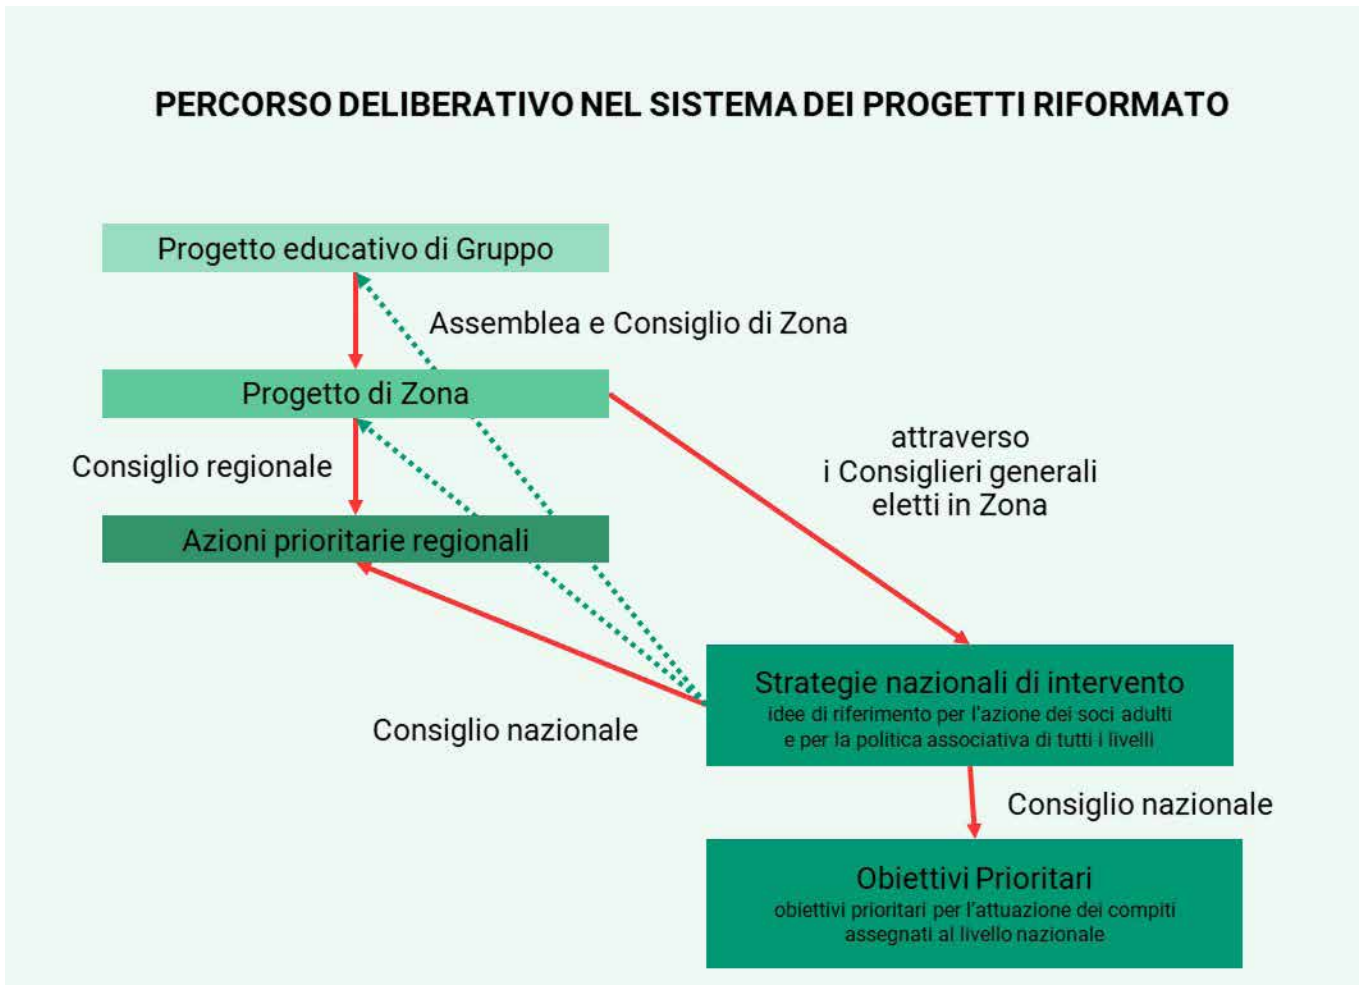 PERCORSO DELIBERATIVO NEL SISTEMA DEI PROGETTI RIFORMATO
Progetto educativo di Gruppo
Assemblea e Consiglio di Zona
Progetto di Zona
attraverso
i Consiglieri generali
eletti in Zona
Consiglio regionale
Azioni prioritarie regionali
Strategie nazionali di intervento
idee di riferimento per l'azione dei soci adulti
e per la politica associativa di tutti i livelli
Consiglio nazionale
Consiglio nazionale
Obiettivi Prioritari
obiettivi prioritari per l'attuazione dei compiti
assegnati al livello nazionale